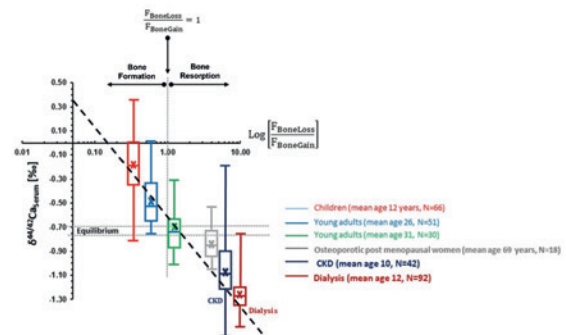 F_BoneLoss / F_BoneGain = 1
Bone Formation
Bone Resorption
0.50
0.30
0.10
-0.10
-0.30
-0.50
-0.70
-0.90
-1.10
-1.30
0.05
0.10
1.00
10.00
Log[F_BoneLoss / F_BoneGain]
δ44/42Ca_Serum [‰]
Equilibrium
CKD
Dialysis
Children (mean age 12 years, N=66)
Young adults (mean age 26, N=51)
Young adults (mean age 31, N=30)
Osteoporotic post menopausal women (mean age 69 years, N=18)
CKD (mean age 10, N=42)
Dialysis (mean age 12, N=92)